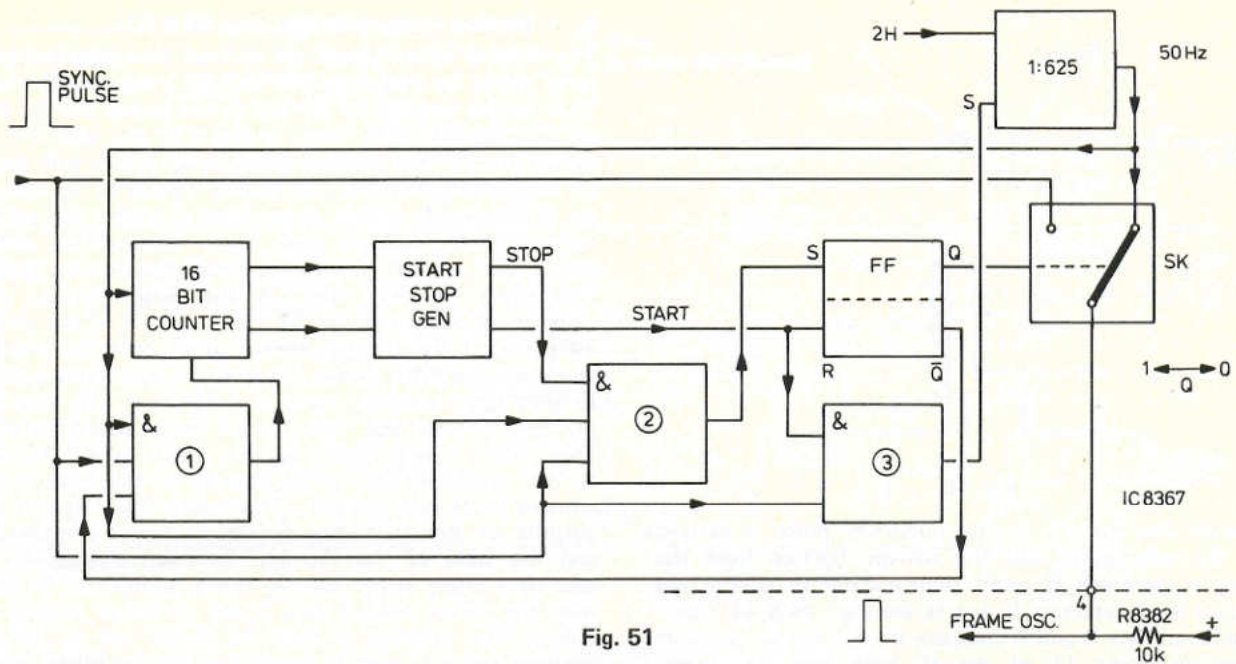 2H
1:625
50 Hz
S
SYNC.
PULSE
16
BIT
COUNTER
START
STOP
GEN
STOP
START
S
FF
Q
R
Q̄
SK
1
Q
0
&
①
&
②
&
③
IC 8367
4
FRAME OSC.
R8382
10k
+
Fig. 51